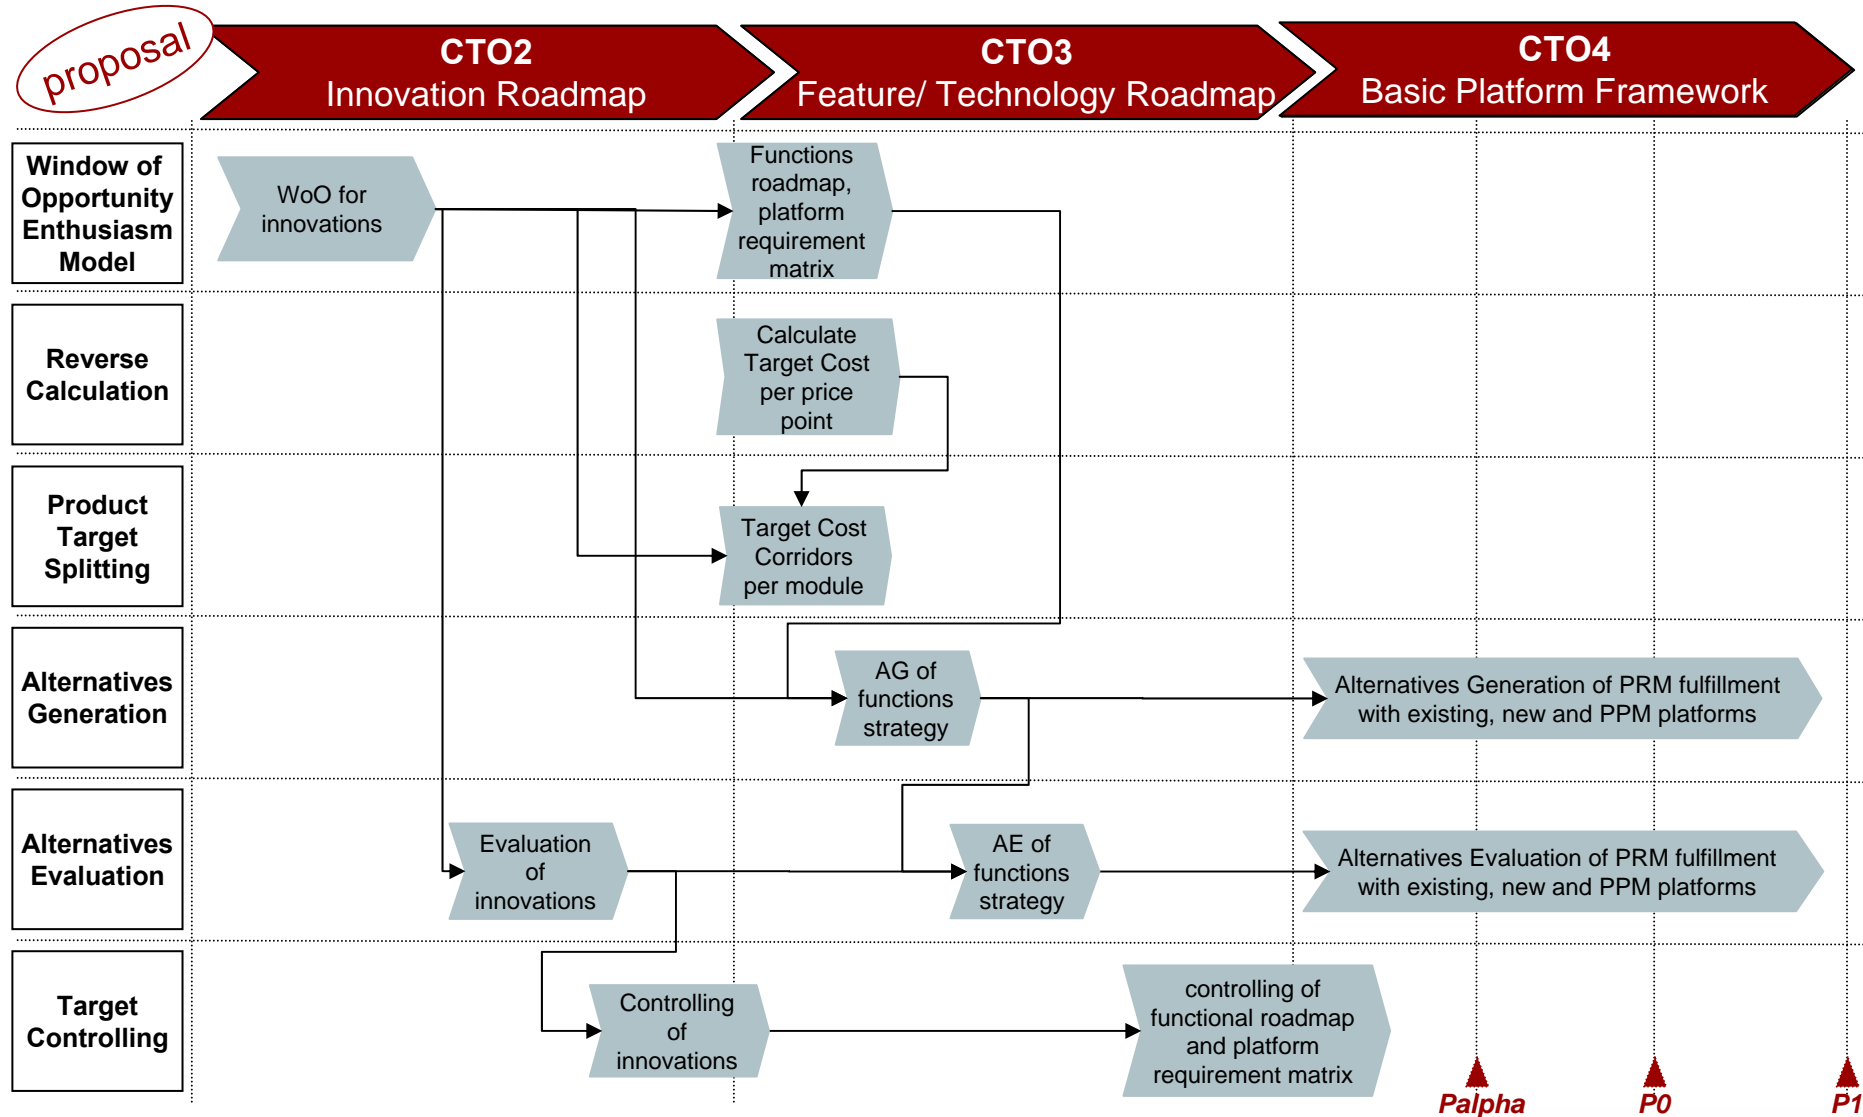 proposal
CTO2
Innovation Roadmap
CTO3
Feature/ Technology Roadmap
CTO4
Basic Platform Framework
Window of
Opportunity
Enthusiasm
Model
WoO for
innovations
Functions
roadmap,
platform
requirement
matrix
Reverse
Calculation
Calculate
Target Cost
per price
point
Product
Target
Splitting
Target Cost
Corridors
per module
Alternatives
Generation
AG of
functions
strategy
Alternatives Generation of PRM fulfillment
with existing, new and PPM platforms
Alternatives
Evaluation
Evaluation
of
innovations
AE of
functions
strategy
Alternatives Evaluation of PRM fulfillment
with existing, new and PPM platforms
Target
Controlling
Controlling
of
innovations
controlling of
functional roadmap
and platform
requirement matrix
Palpha
P0
P1